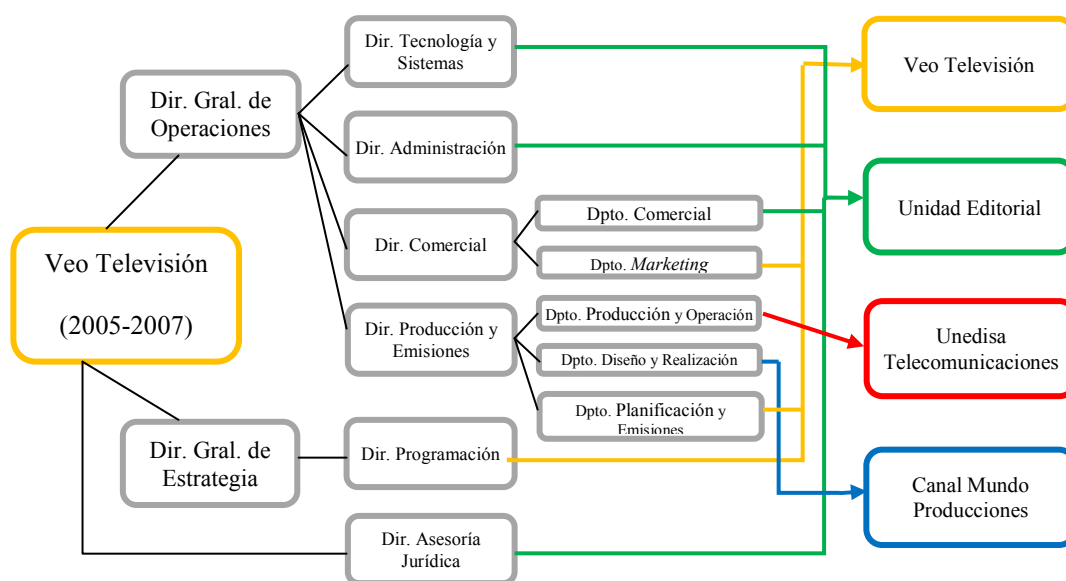 Veo Televisión
(2005-2007)
Dir. Gral. de
Operaciones
Dir. Gral. de
Estrategia
Dir. Tecnología y
Sistemas
Dir. Administración
Dir. Comercial
Dir. Producción y
Emisiones
Dir. Programación
Dir. Asesoría
Jurídica
Dpto. Comercial
Dpto. Marketing
Dpto. Producción y Operación
Dpto. Diseño y Realización
Dpto. Planificación y
Emisiones
Veo Televisión
Unidad Editorial
Unedisa
Telecomunicaciones
Canal Mundo
Producciones